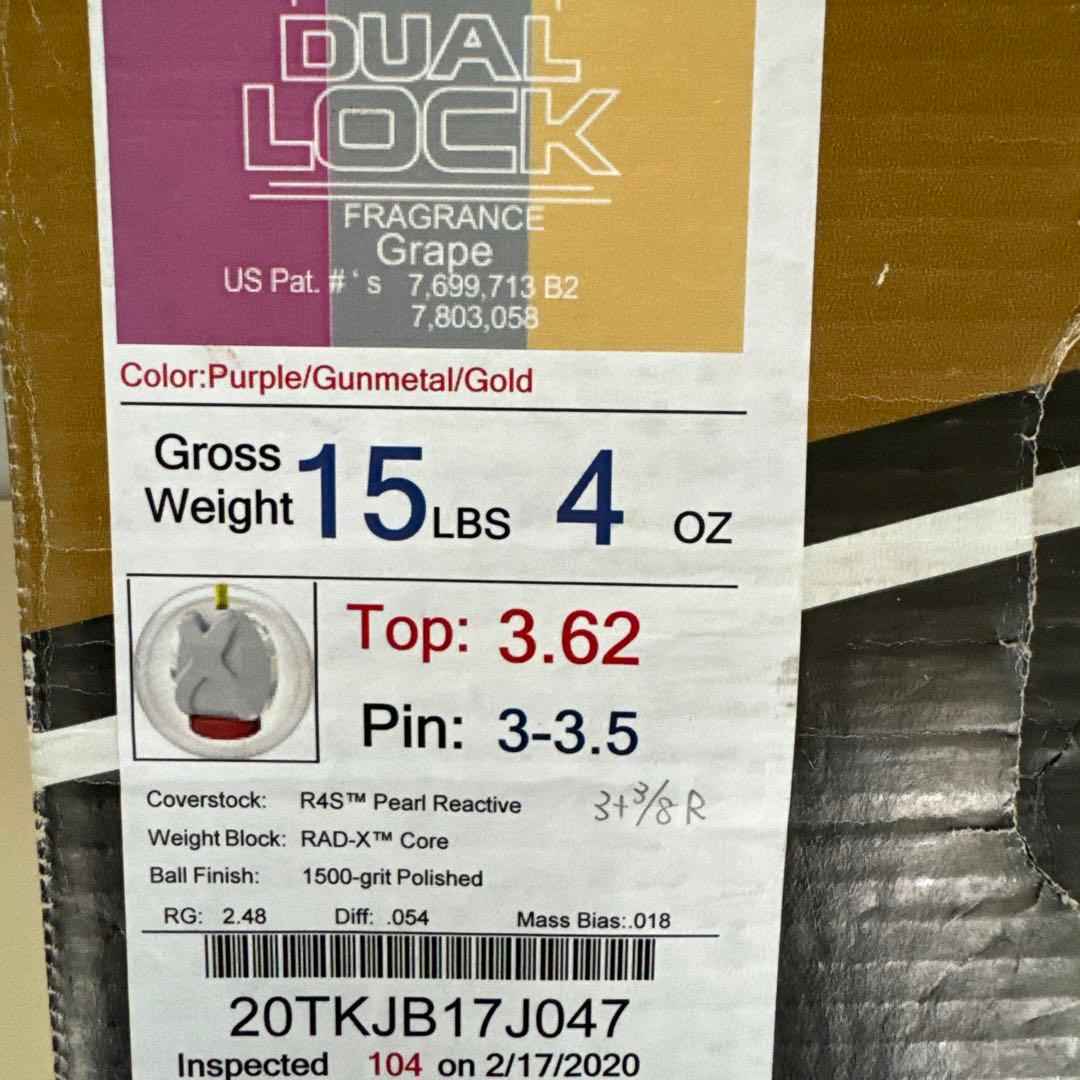 DUAL
LOCK
FRAGRANCE
Grape
US Pat. #'s 7,699,713 B2
7,803,058
Color:Purple/Gunmetal/Gold
Gross Weight 15 LBS 4 OZ
Top: 3.62
Pin: 3-3.5
Coverstock: R4S™ Pearl Reactive
3+3/8 R
Weight Block: RAD-X™ Core
Ball Finish: 1500-grit Polished
RG: 2.48 Diff: .054 Mass Bias:.018
20TKJB17J047
Inspected 104 on 2/17/2020